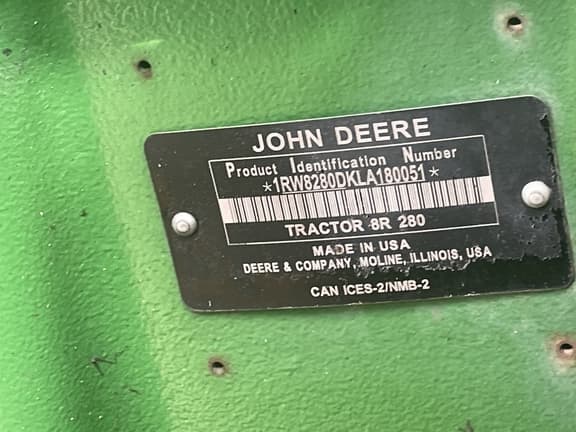 JOHN DEERE
Product Identification Number
*1RW8280DKLA180051*
TRACTOR 8R 280
MADE IN USA
DEERE & COMPANY, MOLINE, ILLINOIS, USA
CAN ICES-2/NMB-2